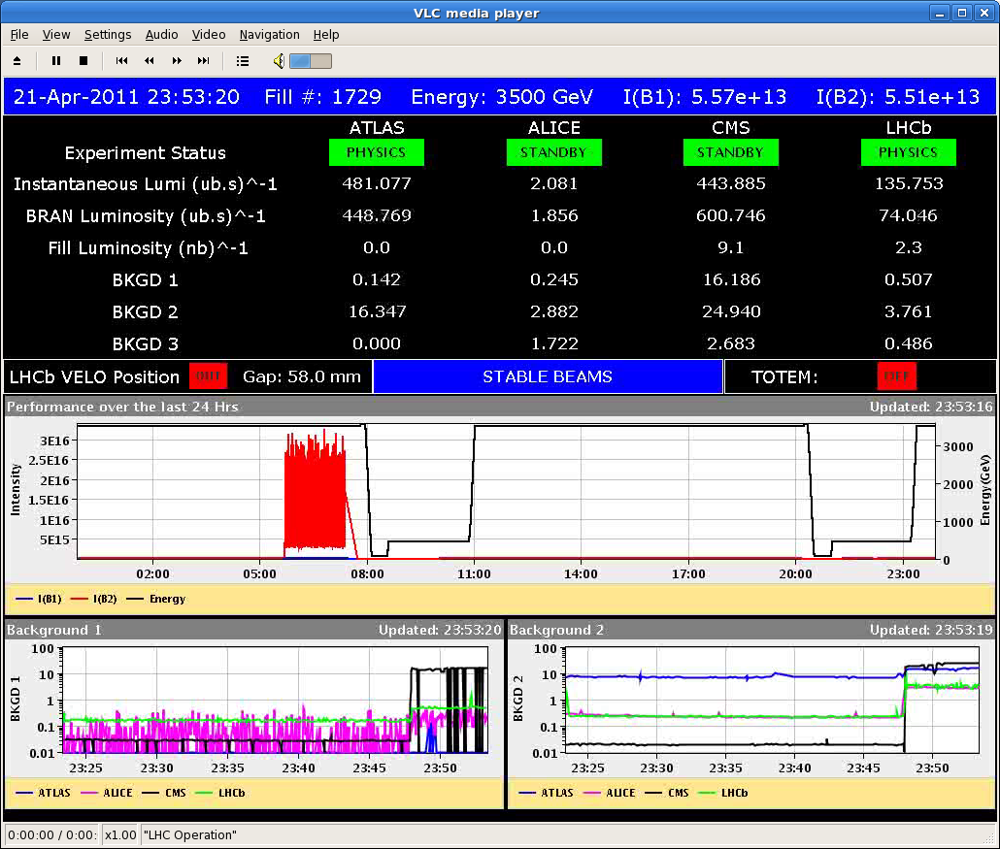 VLC media player
File View Settings Audio Video Navigation Help
21-Apr-2011 23:53:20 Fill #: 1729 Energy: 3500 GeV I(B1): 5.57e+13 I(B2): 5.51e+13
ATLAS ALICE CMS LHCb
Experiment Status PHYSICS STANDBY STANDBY PHYSICS
Instantaneous Lumi (ub.s)^-1 481.077 2.081 443.885 135.753
BRAN Luminosity (ub.s)^-1 448.769 1.856 600.746 74.046
Fill Luminosity (nb)^-1 0.0 0.0 9.1 2.3
BKGD 1 0.142 0.245 16.186 0.507
BKGD 2 16.347 2.882 24.940 3.761
BKGD 3 0.000 1.722 2.683 0.486
LHCb VELO Position OUT Gap: 58.0 mm STABLE BEAMS TOTEM: OFF
Performance over the last 24 Hrs Updated: 23:53:16
Intensity
3E16
2.5E16
2E16
1.5E16
1E16
5E15
3000
2000
1000
0
Energy(GeV)
02:00 05:00 08:00 11:00 14:00 17:00 20:00 23:00
I(B1) I(B2) Energy
Background 1 Updated: 23:53:20
BKGD 1
100
10
1
0.1
0.01
23:25 23:30 23:35 23:40 23:45 23:50
ATLAS ALICE CMS LHCb
Background 2 Updated: 23:53:19
BKGD 2
100
10
1
0.1
0.01
23:25 23:30 23:35 23:40 23:45 23:50
ATLAS ALICE CMS LHCb
0:00:00 / 0:00: x1.00 "LHC Operation"